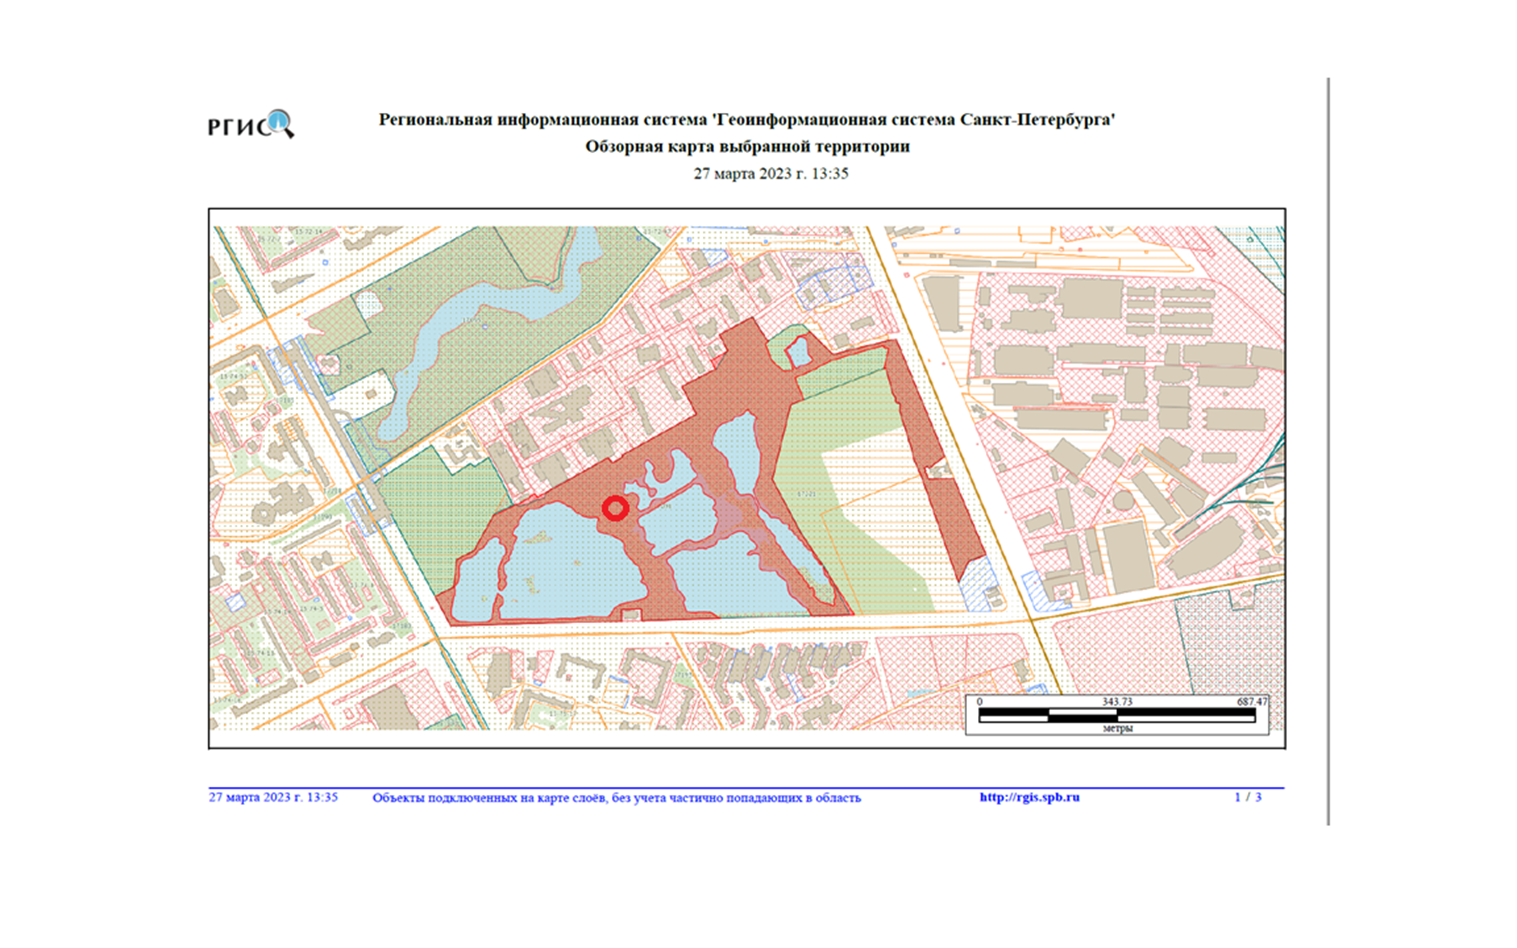 РГИС
Региональная информационная система 'Геоинформационная система Санкт-Петербурга'
Обзорная карта выбранной территории
27 марта 2023 г. 13:35
0 343.73 687.47
метры
27 марта 2023 г. 13:35 Объекты подключенных на карте слоёв, без учета частично попадающих в область http://rgis.spb.ru 1 / 3